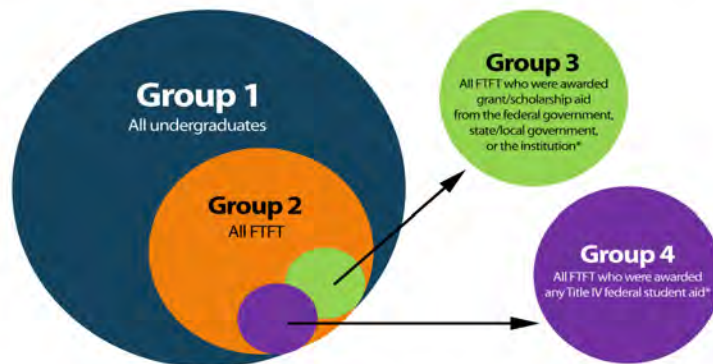 Group 1
All undergraduates
Group 2
All FTFT
Group 3
All FTFT who were awarded
grant/scholarship aid
from the federal government,
state/local government,
or the institution*
Group 4
All FTFT who were awarded
any Title IV federal student aid*